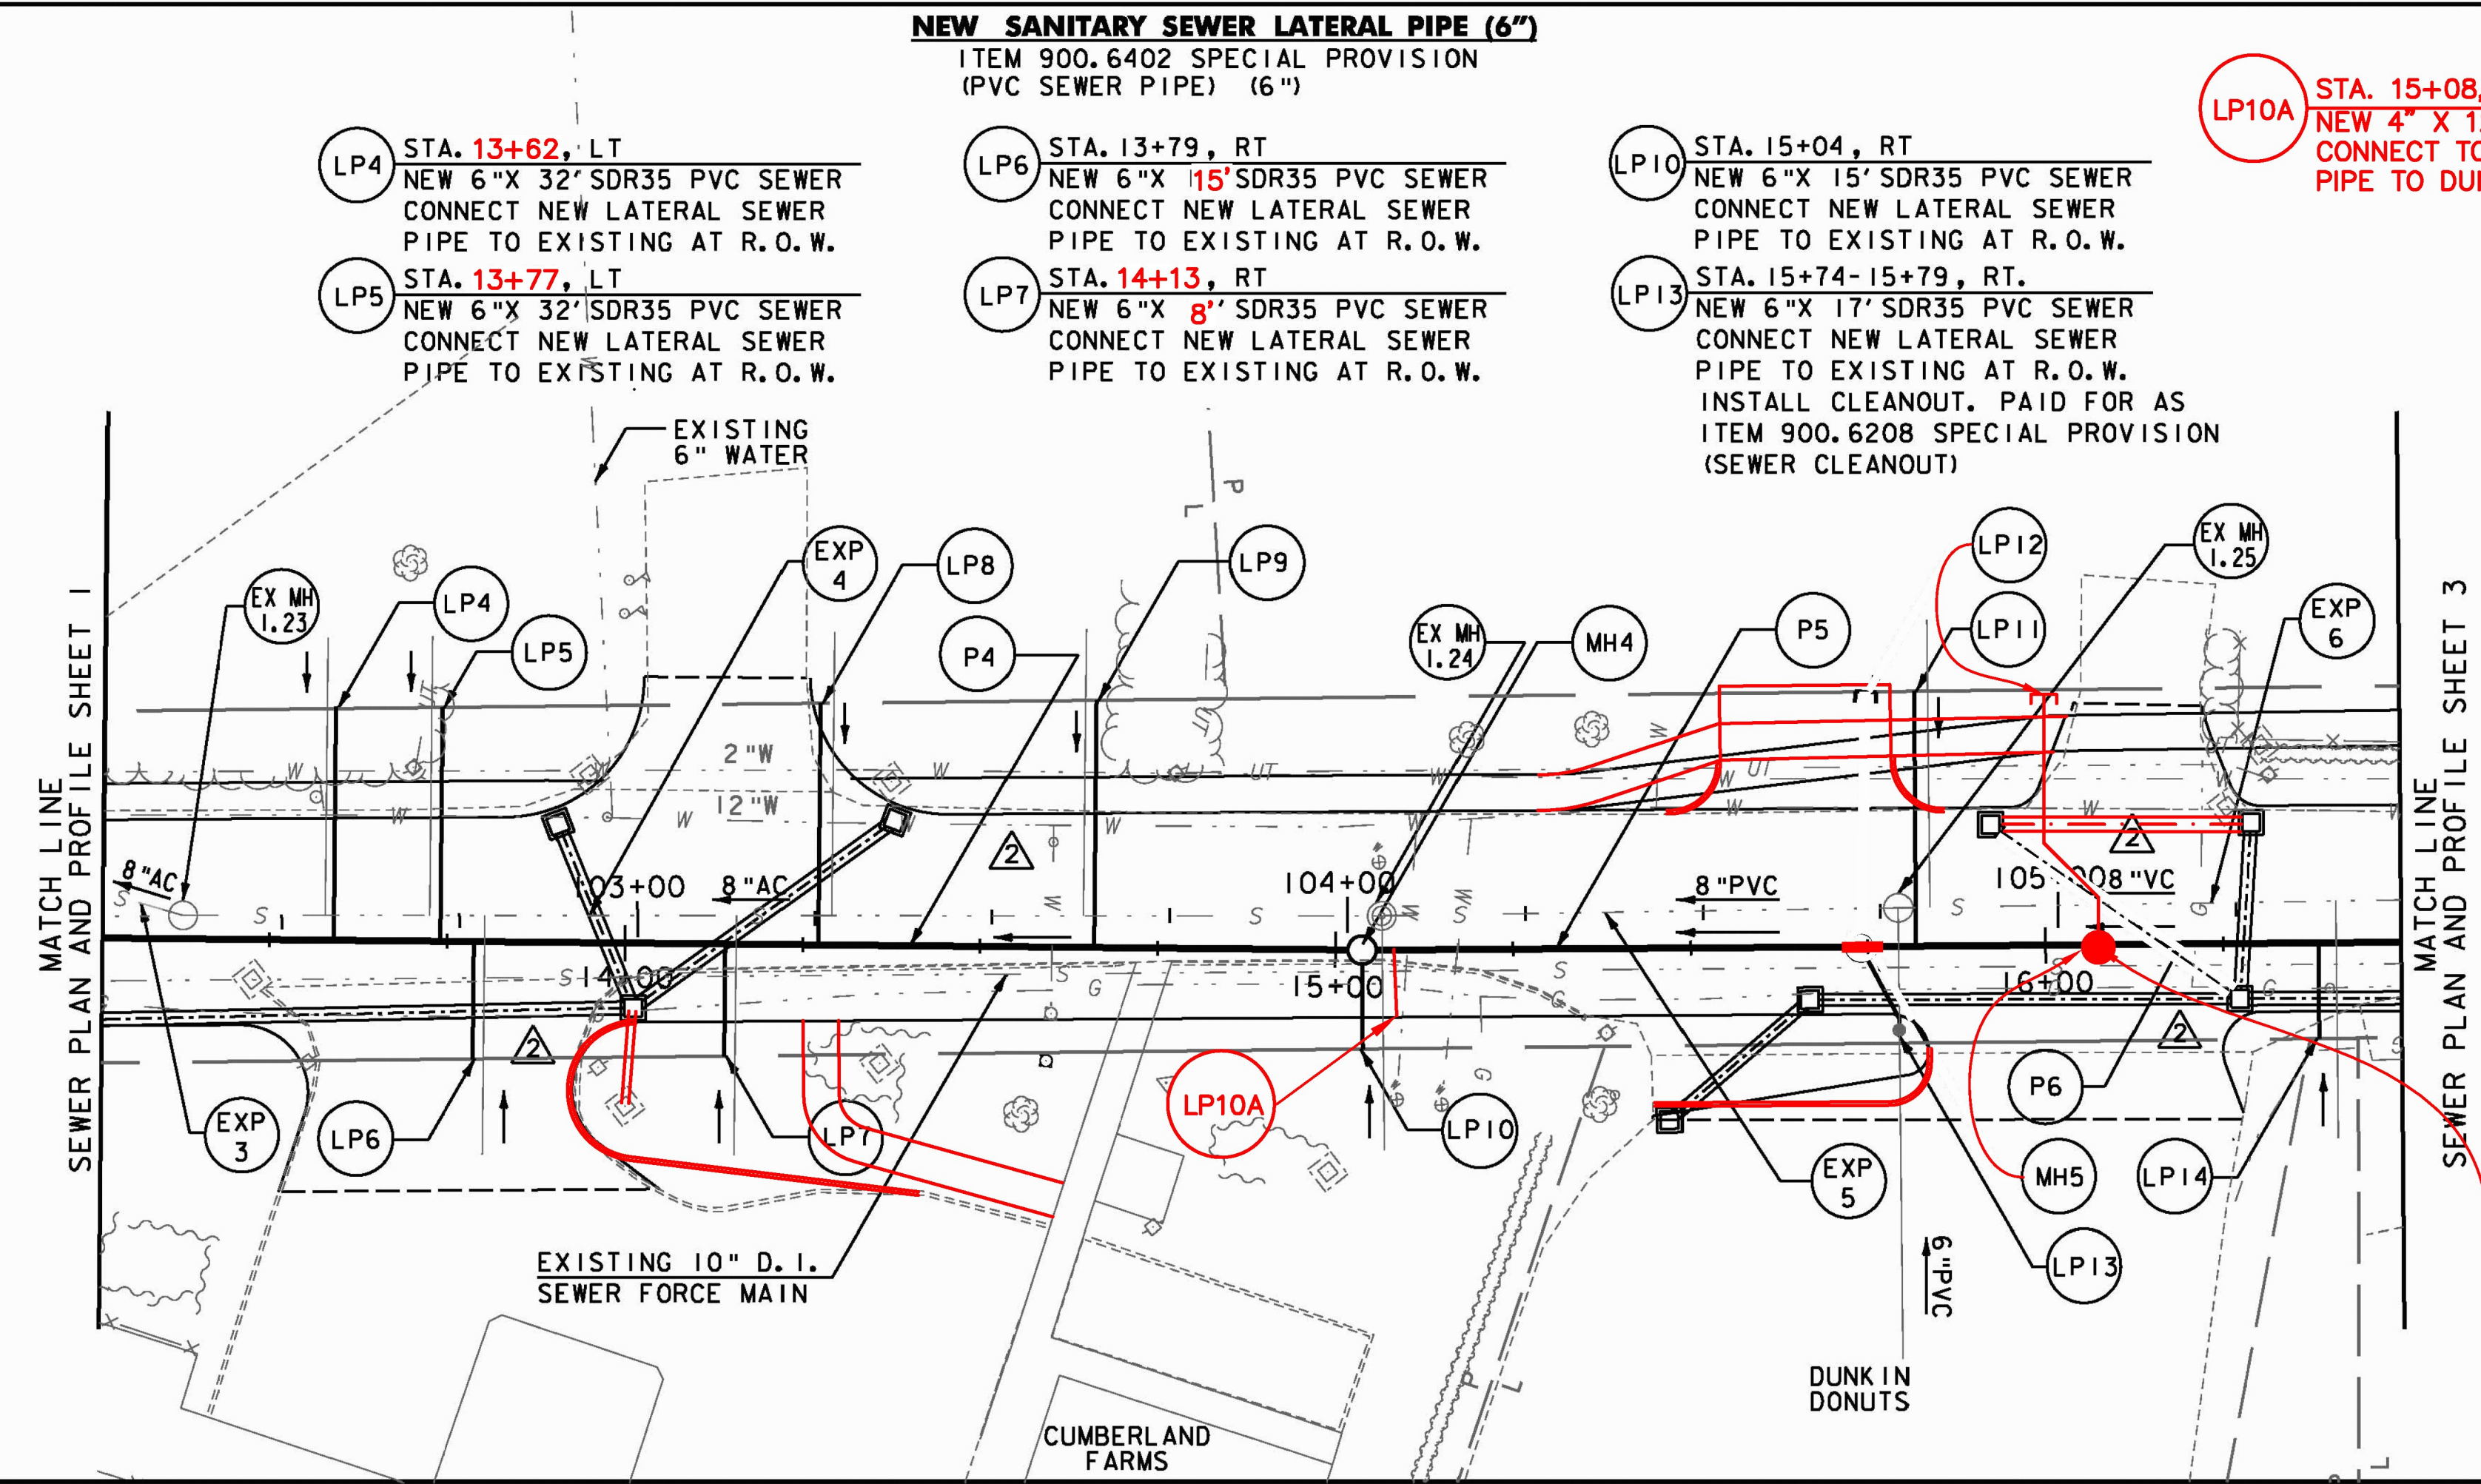 NEW SANITARY SEWER LATERAL PIPE (6")
ITEM 900.6402 SPECIAL PROVISION
(PVC SEWER PIPE) (6")
LP4
STA. 13+62, LT
NEW 6"X 32' SDR35 PVC SEWER
CONNECT NEW LATERAL SEWER
PIPE TO EXISTING AT R.O.W.
LP5
STA. 13+77, LT
NEW 6"X 32' SDR35 PVC SEWER
CONNECT NEW LATERAL SEWER
PIPE TO EXISTING AT R.O.W.
LP6
STA. 13+79, RT
NEW 6"X 15' SDR35 PVC SEWER
CONNECT NEW LATERAL SEWER
PIPE TO EXISTING AT R.O.W.
LP7
STA. 14+13, RT
NEW 6"X 8'' SDR35 PVC SEWER
CONNECT NEW LATERAL SEWER
PIPE TO EXISTING AT R.O.W.
LP10
STA. 15+04, RT
NEW 6"X 15' SDR35 PVC SEWER
CONNECT NEW LATERAL SEWER
PIPE TO EXISTING AT R.O.W.
LP13
STA. 15+74-15+79, RT.
NEW 6"X 17' SDR35 PVC SEWER
CONNECT NEW LATERAL SEWER
PIPE TO EXISTING AT R.O.W.
INSTALL CLEANOUT. PAID FOR AS
ITEM 900.6208 SPECIAL PROVISION
(SEWER CLEANOUT)
LP10A
STA. 15+08,
NEW 4" X
CONNECT
PIPE TO
EXISTING
6" WATER
P
L
EX MH
1.23
LP4
LP5
EXP
4
LP8
P4
LP9
EX MH
1.24
MH4
P5
LP12
LP11
EX MH
1.25
EXP
6
MATCH LINE
SEWER PLAN AND PROFILE SHEET 1
MATCH LINE
SEWER PLAN AND PROFILE SHEET 3
2"W
12"W
UT
UT
UT
UT
W
W
W
W
W
W
W
2
2
8"AC
103+00
8"AC
104+00
8"PVC
105
8"VC
S
S
S
S
S
S
S
G
G
G
14+00
15+00
16+00
2
2
EXP
3
LP6
LP7
LP10A
LP10
EXP
5
P6
MH5
LP14
LP13
EXISTING 10" D.I.
SEWER FORCE MAIN
6"PVC
P
L
DUNKIN
DONUTS
CUMBERLAND
FARMS
L